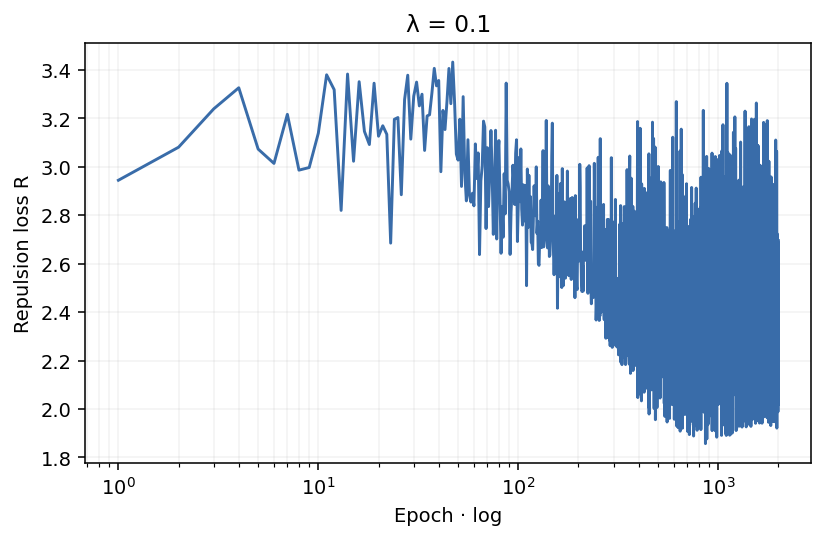 λ = 0.1
Repulsion loss R
3.4
3.2
3.0
2.8
2.6
2.4
2.2
2.0
1.8
10⁰ 10¹ 10² 10³
Epoch · log